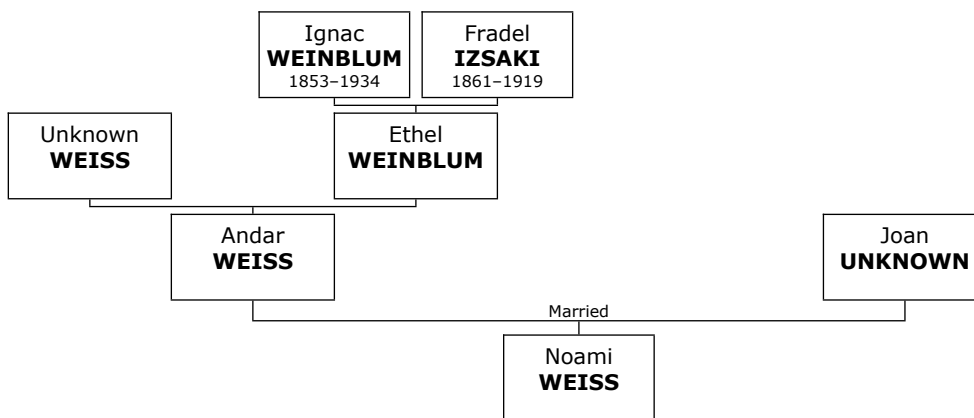 Ignac
WEINBLUM
1853–1934
Fradel
IZSAKI
1861–1919
Unknown
WEISS
Ethel
WEINBLUM
Andar
WEISS
Joan
UNKNOWN
Married
Noami
WEISS